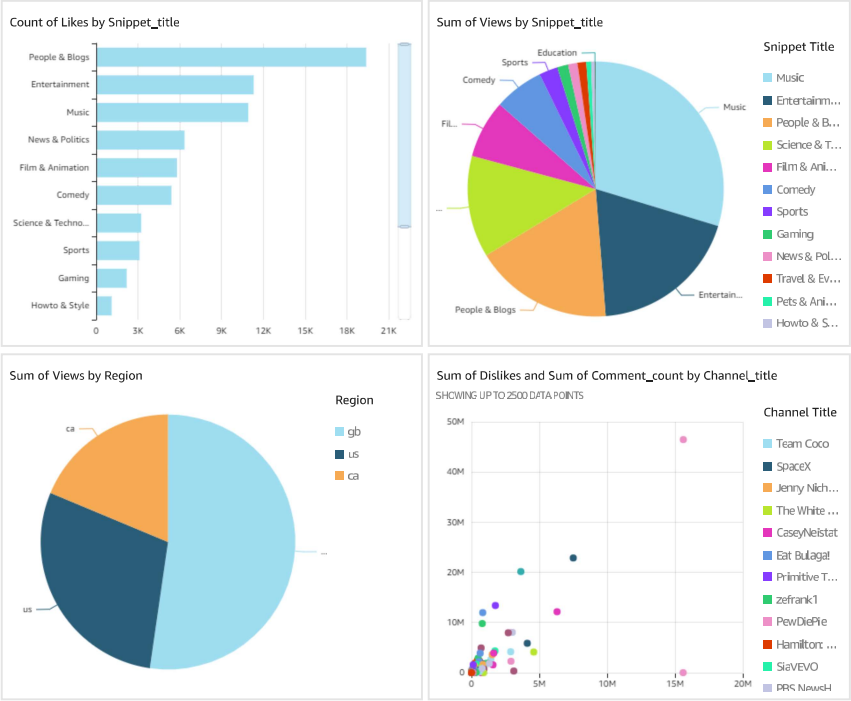 Count of Likes by Snippet_title
People & Blogs
Entertainment
Music
News & Politics
Film & Animation
Comedy
Science & Techno...
Sports
Gaming
Howto & Style
0 3K 6K 9K 12K 15K 18K 21K
Sum of Views by Snippet_title
Education
Sports
Comedy
Fil...
...
People & Blogs
Music
Entertain...
Snippet Title
Music
Entertainm...
People & B...
Science & T...
Film & Ani...
Comedy
Sports
Gaming
News & Pol...
Travel & Ev...
Pets & Ani...
Howto & S...
Sum of Views by Region
ca
us
...
Region
gb
us
ca
Sum of Dislikes and Sum of Comment_count by Channel_title
SHOWING UP TO 2500 DATA POINTS
50M
40M
30M
20M
10M
0
0 5M 10M 15M 20M
Channel Title
Team Coco
SpaceX
Jenny Nich...
The White ...
CaseyNeistat
Eat Bulaga!
Primitive T...
zefrank1
PewDiePie
Hamilton: ...
SiaVEVO
PBS NewsH